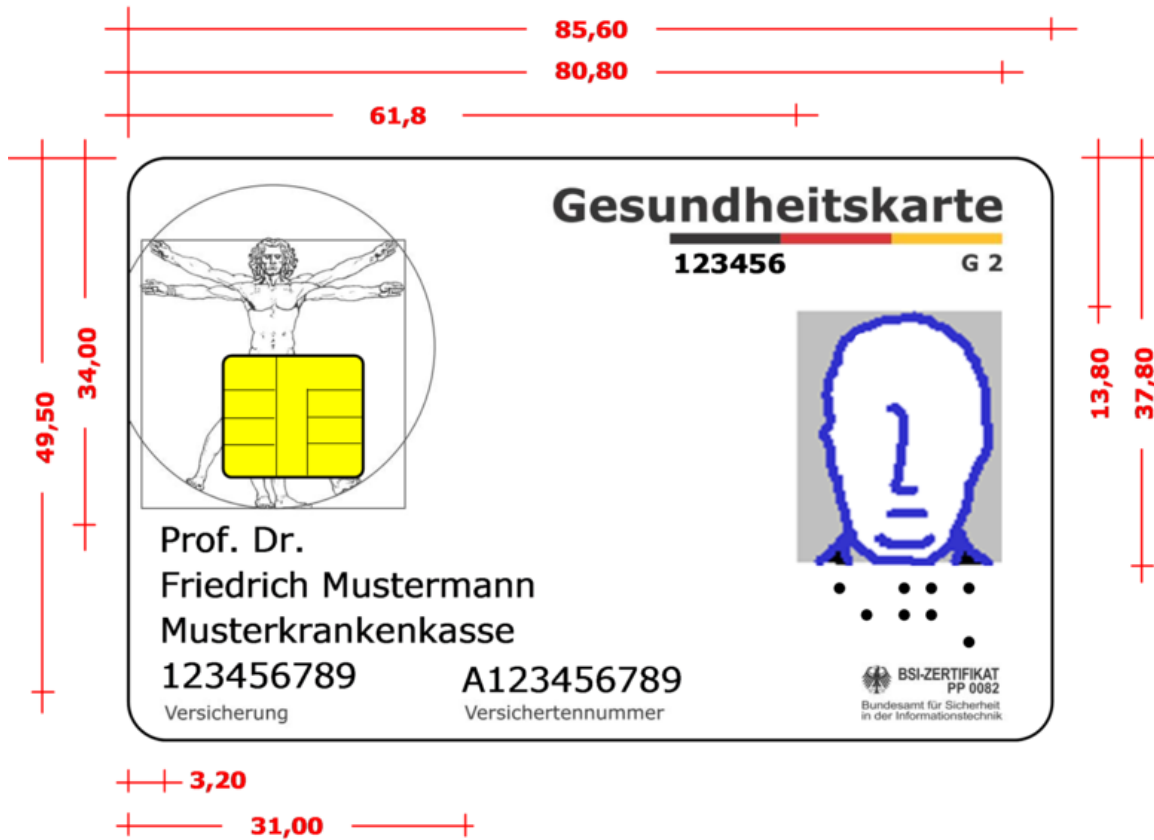 85,60
80,80
61,8
Gesundheitskarte
123456 G 2
49,50
34,00
13,80
37,80
Prof. Dr.
Friedrich Mustermann
Musterkrankenkasse
123456789 A123456789
Versicherung Versichertennummer
BSI-ZERTIFIKAT
PP 0082
Bundesamt für Sicherheit
in der Informationstechnik
3,20
31,00